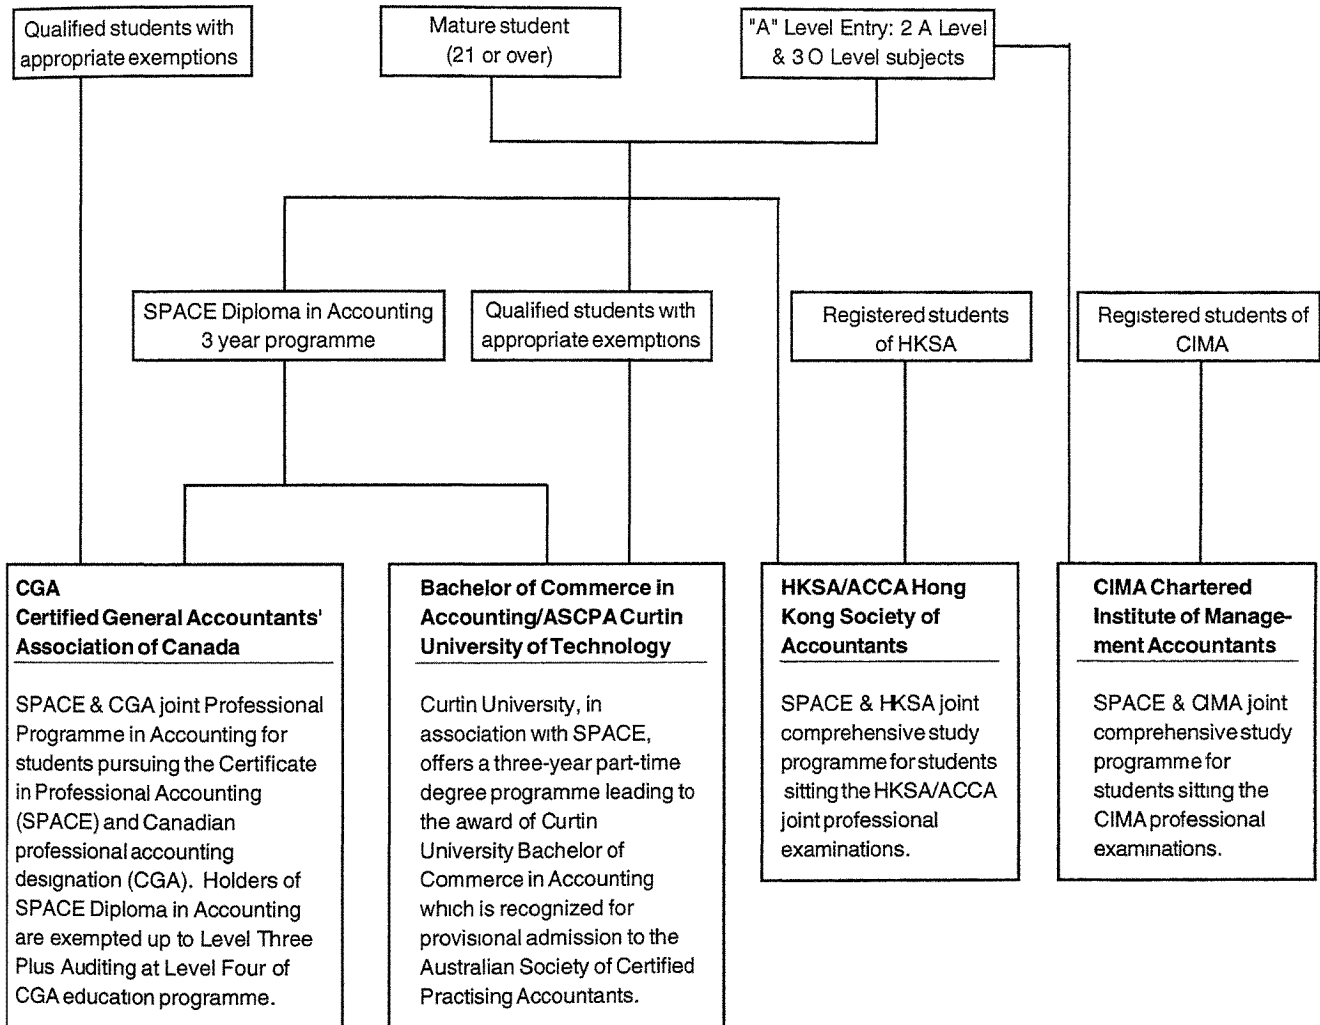 Qualified students with
appropriate exemptions
Mature student
(21 or over)
"A" Level Entry: 2 A Level
& 3 O Level subjects
SPACE Diploma in Accounting
3 year programme
Qualified students with
appropriate exemptions
Registered students
of HKSA
Registered students of
CIMA
CGA
Certified General Accountants'
Association of Canada
SPACE & CGA joint Professional
Programme in Accounting for
students pursuing the Certificate
in Professional Accounting
(SPACE) and Canadian
professional accounting
designation (CGA). Holders of
SPACE Diploma in Accounting
are exempted up to Level Three
Plus Auditing at Level Four of
CGA education programme.
Bachelor of Commerce in
Accounting/ASCPA Curtin
University of Technology
Curtin University, in
association with SPACE,
offers a three-year part-time
degree programme leading to
the award of Curtin
University Bachelor of
Commerce in Accounting
which is recognized for
provisional admission to the
Australian Society of Certified
Practising Accountants.
HKSA/ACCA Hong
Kong Society of
Accountants
SPACE & HKSA joint
comprehensive study
programme for students
sitting the HKSA/ACCA
joint professional
examinations.
CIMA Chartered
Institute of Manage-
ment Accountants
SPACE & CIMA joint
comprehensive study
programme for
students sitting the
CIMA professional
examinations.